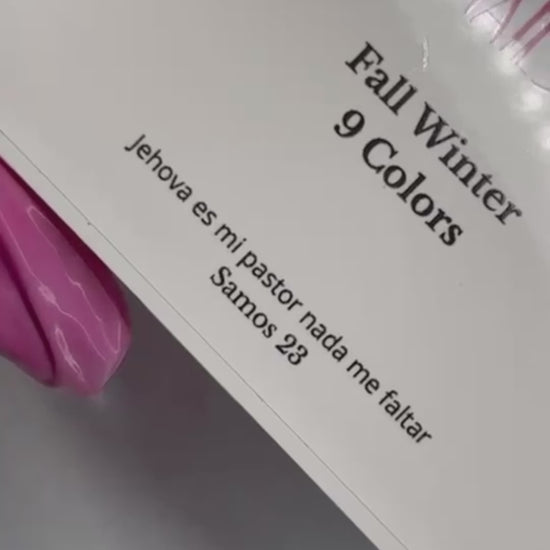 Fall Winter
9 Colors
Jehova es mi pastor nada me faltar
Samos 23